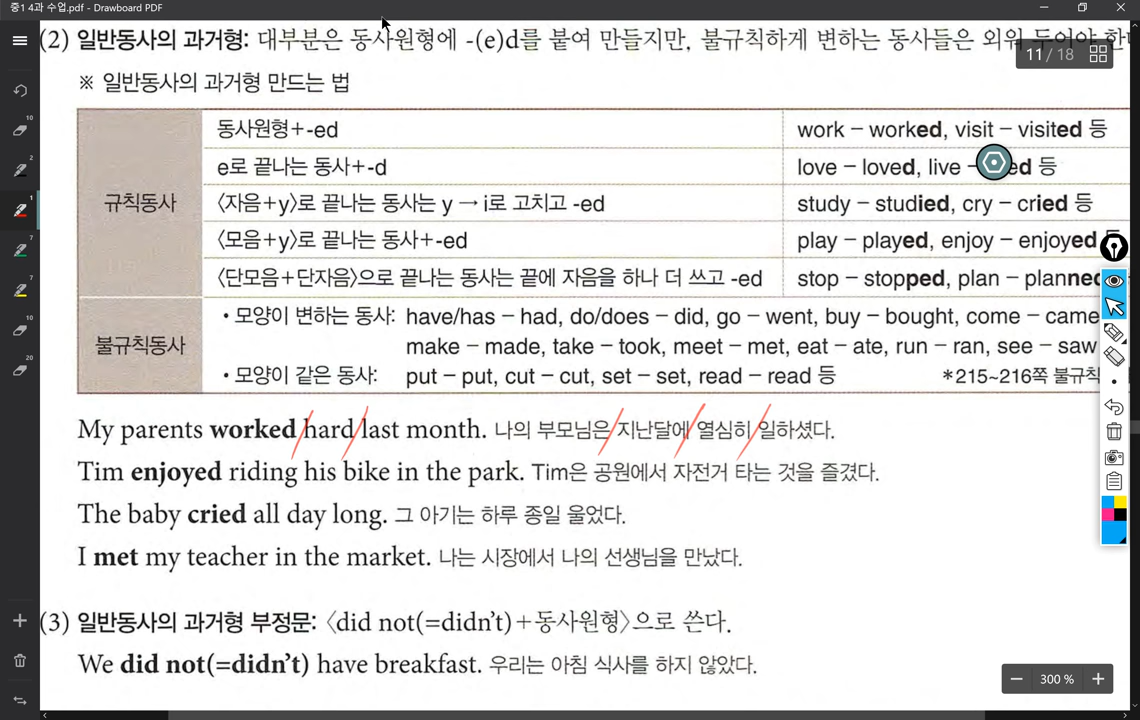 중1 4과 수업.pdf - Drawboard PDF
(2) 일반동사의 과거형: 대부분은 동사원형에 -(e)d를 붙여 만들지만, 불규칙하게 변하는 동사들은 외워 두어야
11 / 18
※ 일반동사의 과거형 만드는 법
규칙동사
동사원형+-ed
work – worked, visit – visited 등
e로 끝나는 동사+-d
love – loved, live – ed 등
〈자음+y〉로 끝나는 동사는 y → i로 고치고 -ed
study – studied, cry – cried 등
〈모음+y〉로 끝나는 동사+-ed
play – played, enjoy – enjoyed
〈단모음+단자음〉으로 끝나는 동사는 끝에 자음을 하나 더 쓰고 -ed
stop – stopped, plan – planned
불규칙동사
• 모양이 변하는 동사: have/has – had, do/does – did, go – went, buy – bought, come – came
make – made, take – took, meet – met, eat – ate, run – ran, see – saw
• 모양이 같은 동사: put – put, cut – cut, set – set, read – read 등
*215~216쪽 불규칙
My parents worked hard last month. 나의 부모님은 지난달에 열심히 일하셨다.
Tim enjoyed riding his bike in the park. Tim은 공원에서 자전거 타는 것을 즐겼다.
The baby cried all day long. 그 아기는 하루 종일 울었다.
I met my teacher in the market. 나는 시장에서 나의 선생님을 만났다.
(3) 일반동사의 과거형 부정문: 〈did not(=didn't)+동사원형〉으로 쓴다.
We did not(=didn't) have breakfast. 우리는 아침 식사를 하지 않았다.
300 %
10
2
1
7
7
10
20